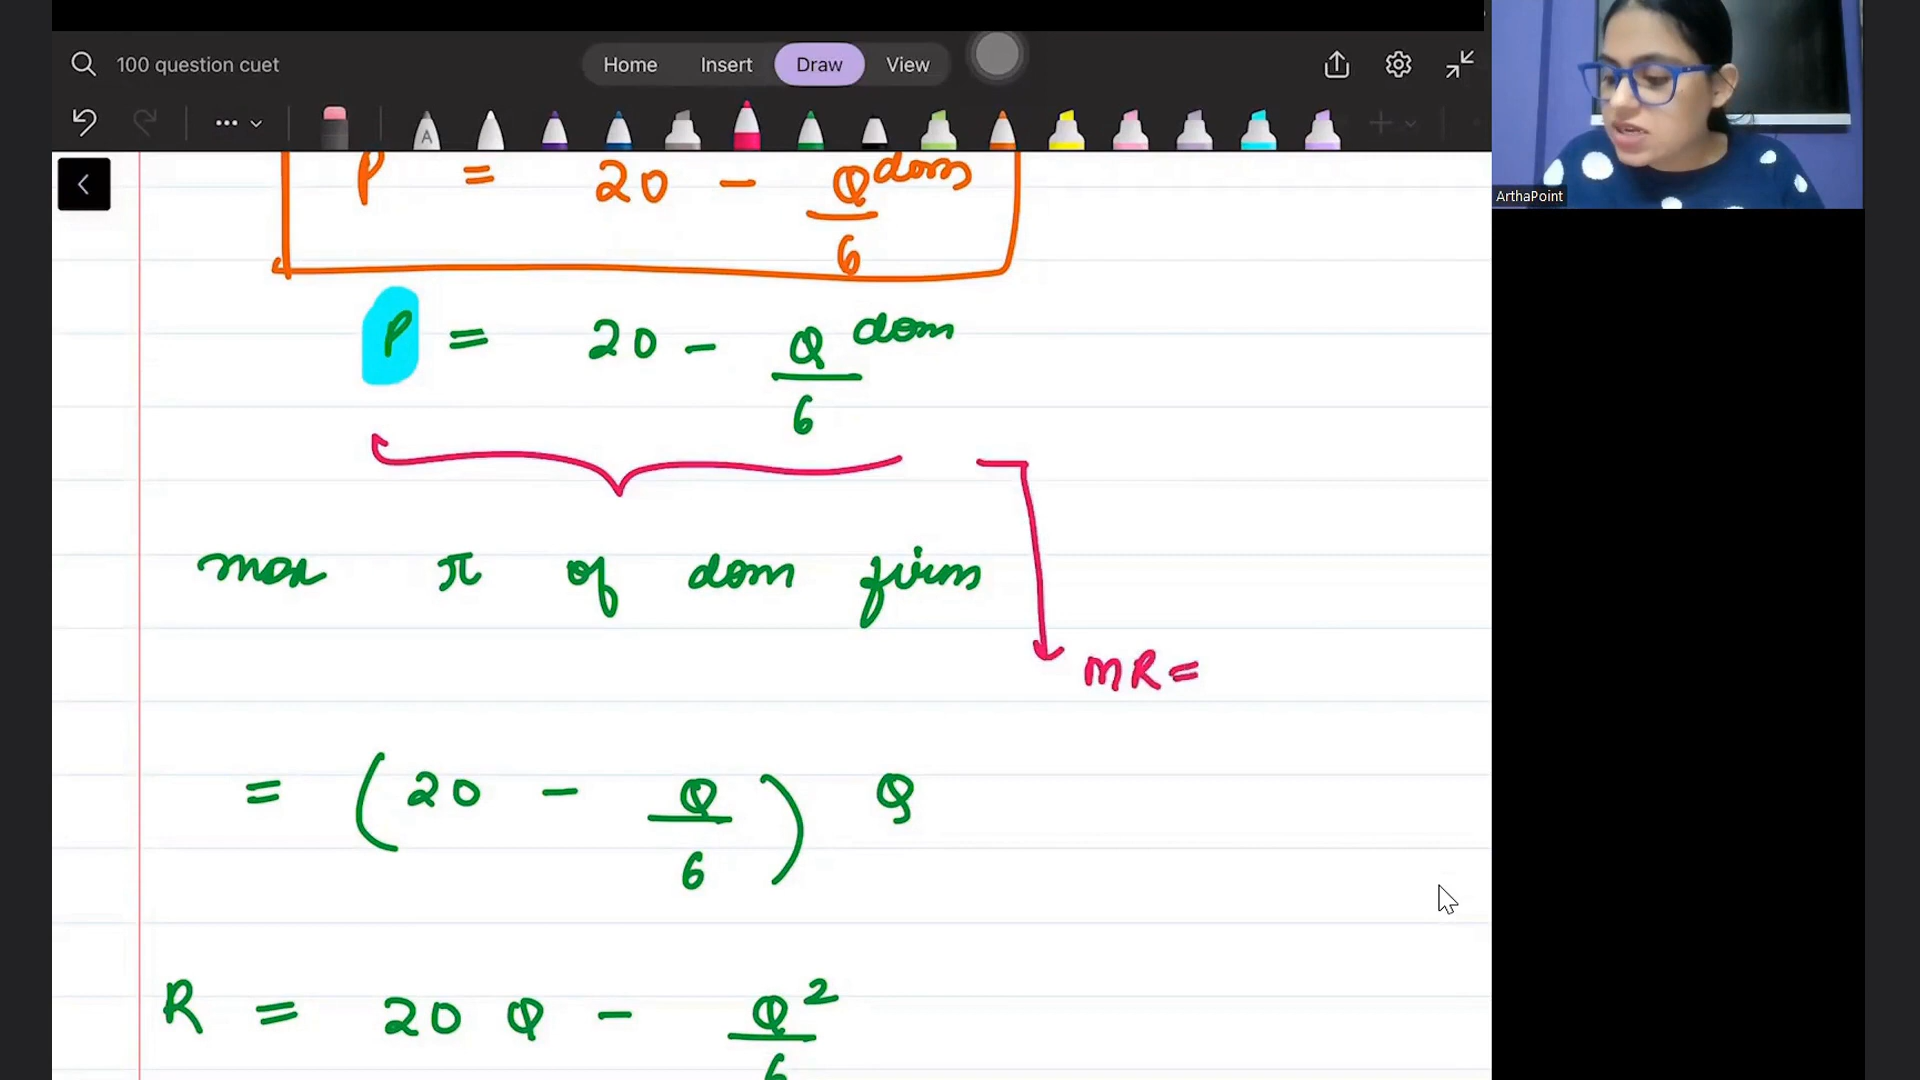 100 question cuet
Home Insert Draw View
A
ArthaPoint
P = 20 - Q^dom/6
P = 20 - Q^dom/6
max π of dom firm
MR =
= (20 - Q/6) Q
R = 20 Q - Q²/6